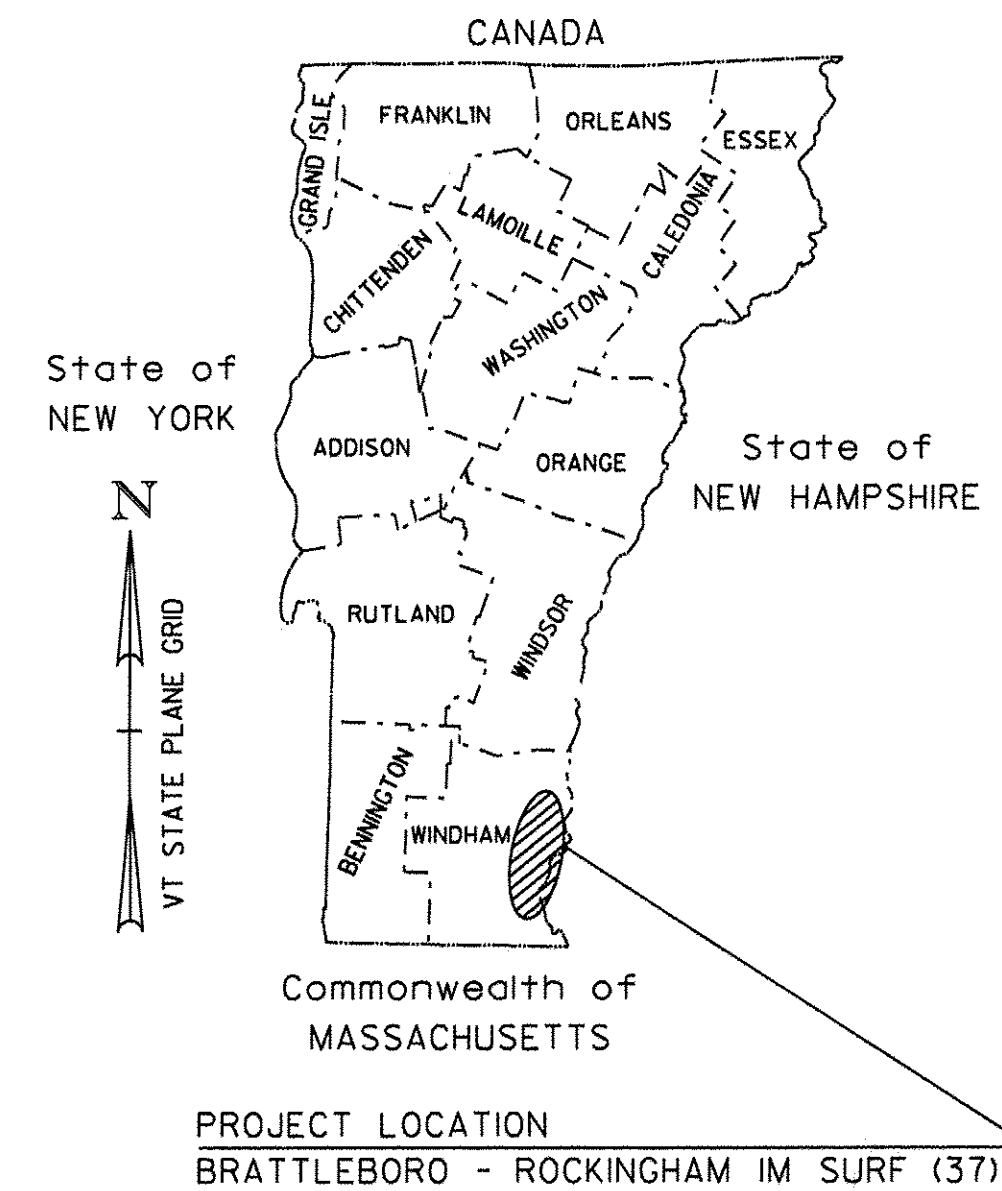 CANADA
GRAND ISLE
FRANKLIN
ORLEANS
ESSEX
LAMOILLE
CALEDONIA
CHITTENDEN
WASHINGTON
State of
NEW YORK
ADDISON
ORANGE
State of
NEW HAMPSHIRE
N
VT STATE PLANE GRID
RUTLAND
WINDSOR
BENNINGTON
WINDHAM
Commonwealth of
MASSACHUSETTS
PROJECT LOCATION
BRATTLEBORO - ROCKINGHAM IM SURF (37)